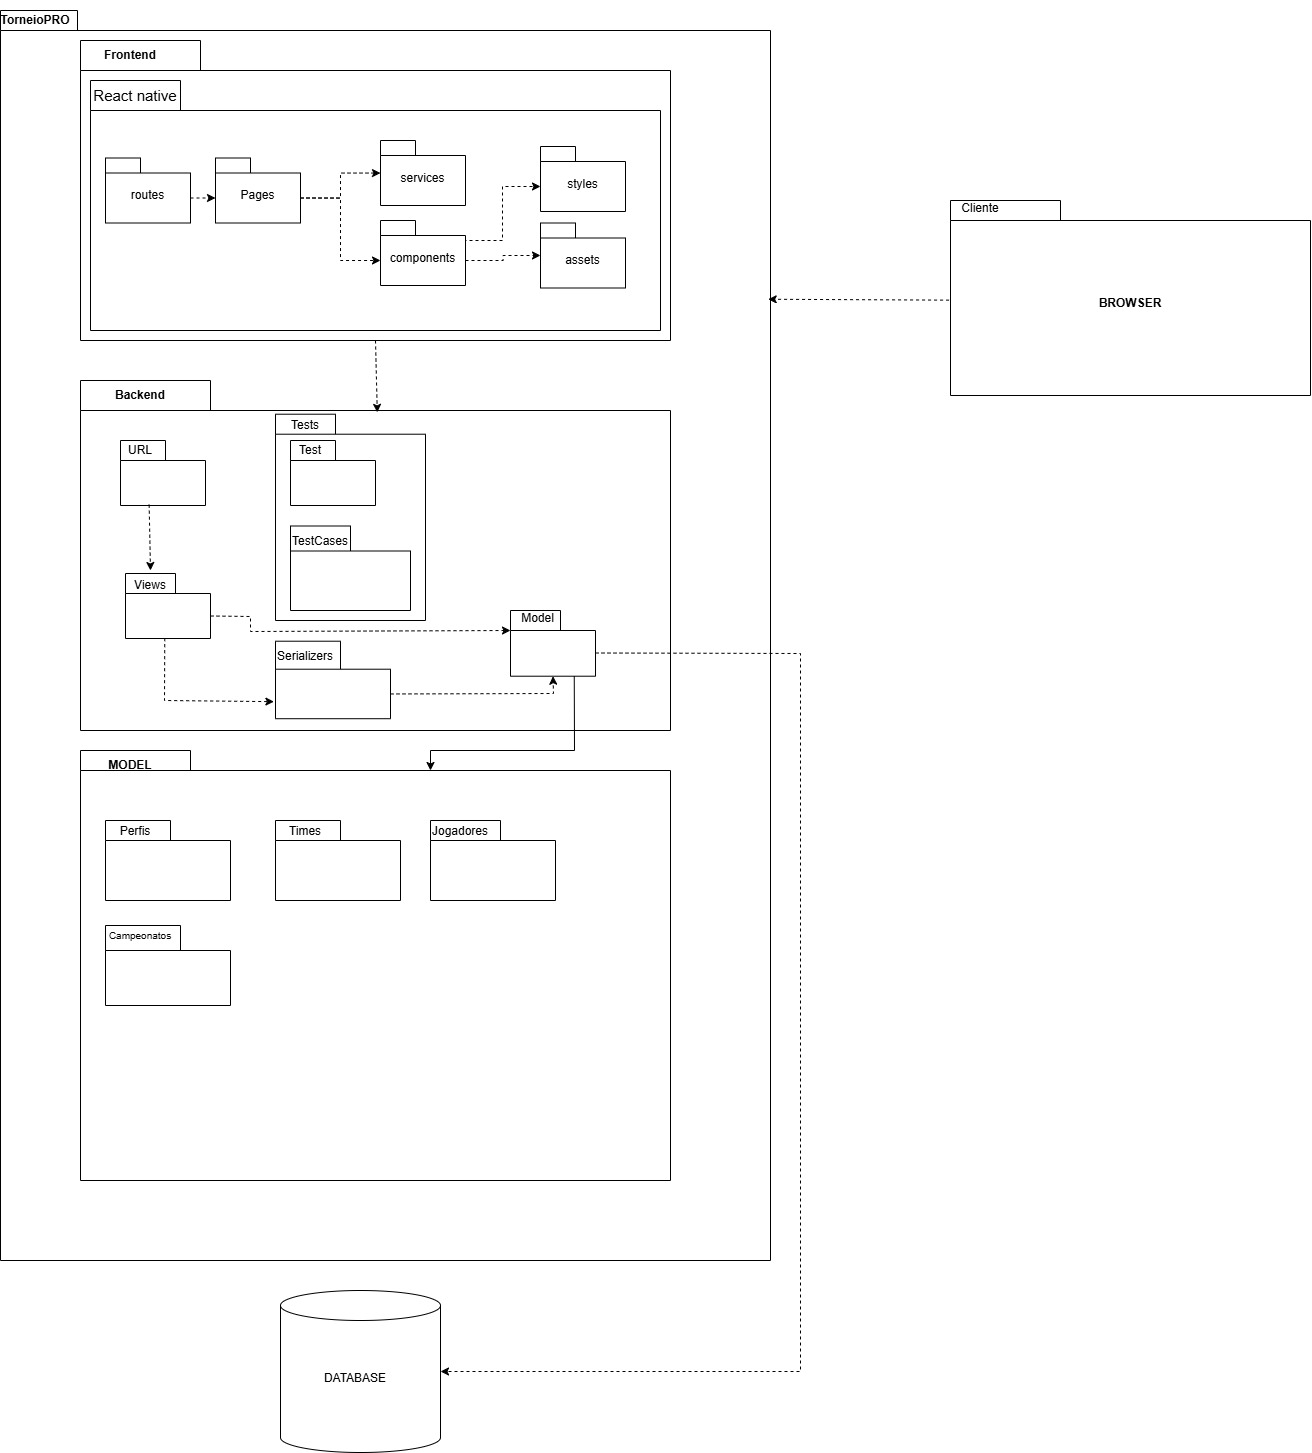 TorneioPRO
Frontend
React native
routes
Pages
services
styles
components
assets
Cliente
BROWSER
Backend
Tests
URL
Test
TestCases
Views
Model
Serializers
MODEL
Perfis
Times
Jogadores
Campeonatos
DATABASE